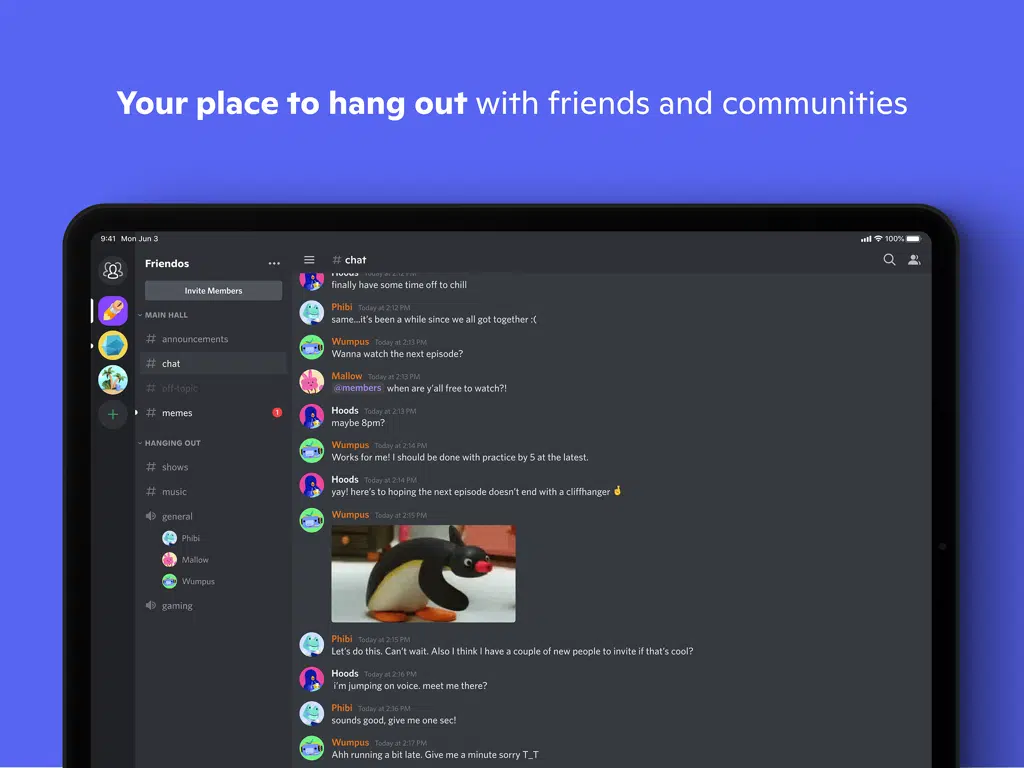 Your place to hang out with friends and communities
9:41 Mon Jun 3
100%
Friendos
Invite Members
MAIN HALL
# announcements
# chat
# off-topic
# memes
1
HANGING OUT
# shows
# music
general
Phibi
Mallow
Wumpus
gaming
# chat
Hoods Today at 2:12 PM
finally have some time off to chill
Phibi Today at 2:12 PM
same...it's been a while since we all got together :(
Wumpus Today at 2:13 PM
Wanna watch the next episode?
Mallow Today at 2:13 PM
@members when are y'all free to watch?!
Hoods Today at 2:13 PM
maybe 8pm?
Wumpus Today at 2:14 PM
Works for me! I should be done with practice by 5 at the latest.
Hoods Today at 2:14 PM
yay! here's to hoping the next episode doesn't end with a cliffhanger 🤞
Wumpus Today at 2:15 PM
Phibi Today at 2:15 PM
Let's do this. Can't wait. Also I think I have a couple of new people to invite if that's cool?
Hoods Today at 2:16 PM
i'm jumping on voice. meet me there?
Phibi Today at 2:36 PM
sounds good, give me one sec!
Wumpus Today at 2:17 PM
Ahh running a bit late. Give me a minute sorry T_T